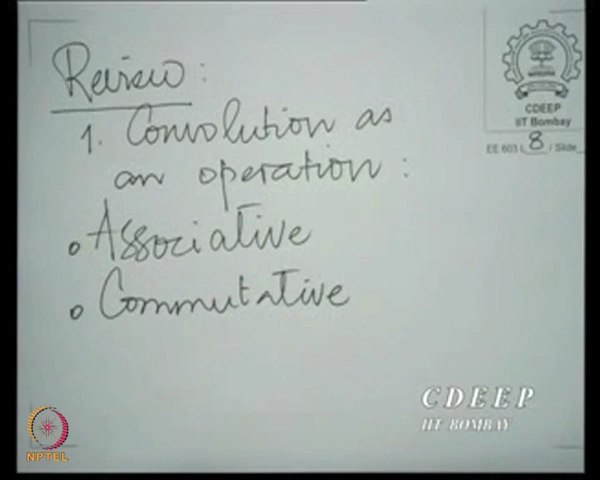 Review:
1. Convolution as
an operation:
o Associative
o Commutative
CDEEP
IIT Bombay
EE 603 L 8 / Slide
CDEEP
IIT BOMBAY
NPTEL